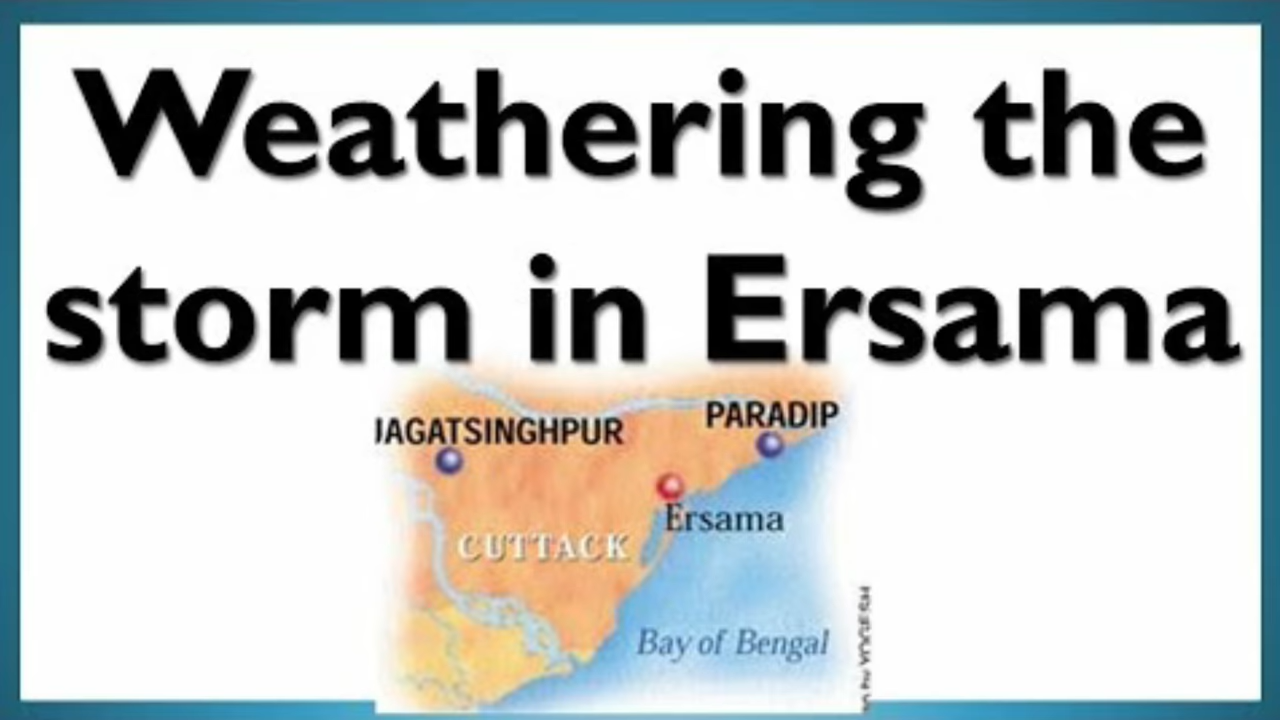 Weathering the
storm in Ersama
JAGATSINGHPUR
PARADIP
Ersama
CUTTACK
Bay of Bengal